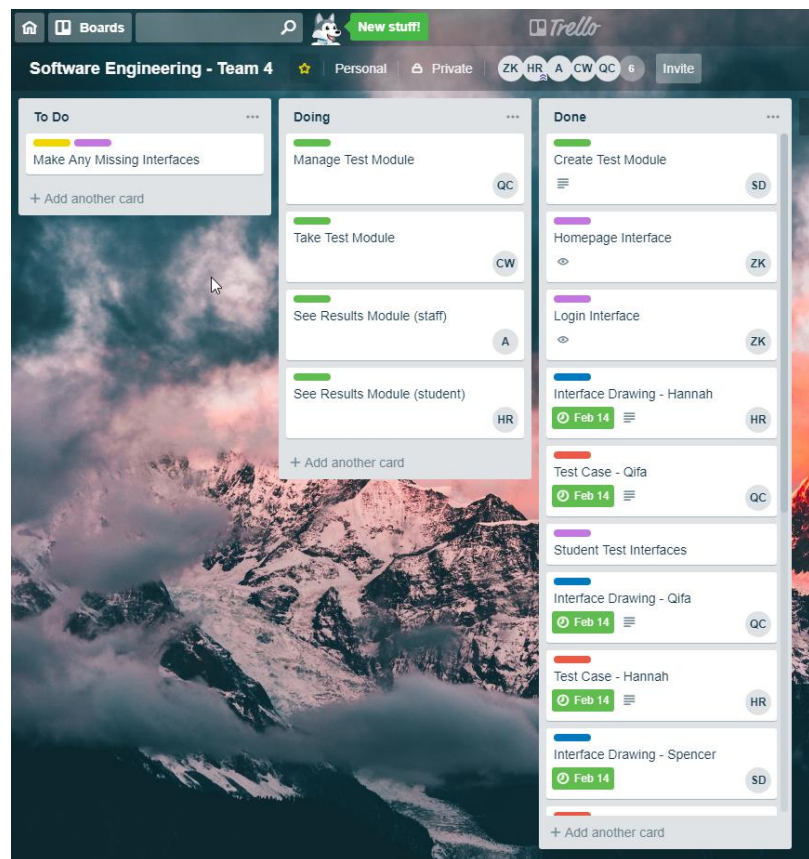 Boards
New stuff!
Trello
Software Engineering - Team 4
Personal
Private
ZK HR A CW QC 6
Invite
To Do
Make Any Missing Interfaces
+ Add another card
Doing
Manage Test Module
QC
Take Test Module
CW
See Results Module (staff)
A
See Results Module (student)
HR
+ Add another card
Done
Create Test Module
SD
Homepage Interface
ZK
Login Interface
ZK
Interface Drawing - Hannah
Feb 14
HR
Test Case - Qifa
Feb 14
QC
Student Test Interfaces
Interface Drawing - Qifa
Feb 14
QC
Test Case - Hannah
Feb 14
HR
Interface Drawing - Spencer
Feb 14
SD
+ Add another card